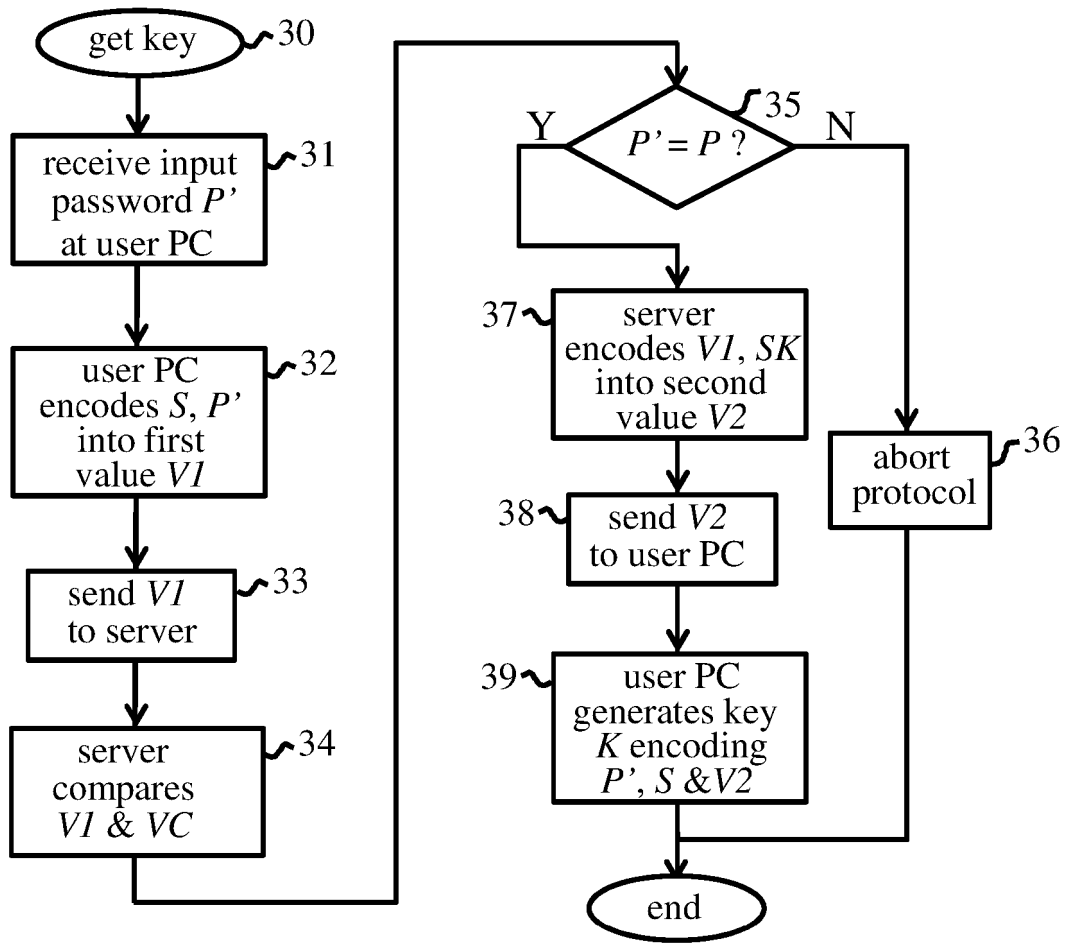 get key
30
receive input
password P'
at user PC
31
user PC
encodes S, P'
into first
value V1
32
send V1
to server
33
server
compares
V1 & VC
34
P' = P ?
35
Y
N
37
server
encodes V1, SK
into second
value V2
abort
protocol
36
38
send V2
to user PC
39
user PC
generates key
K encoding
P', S &V2
end